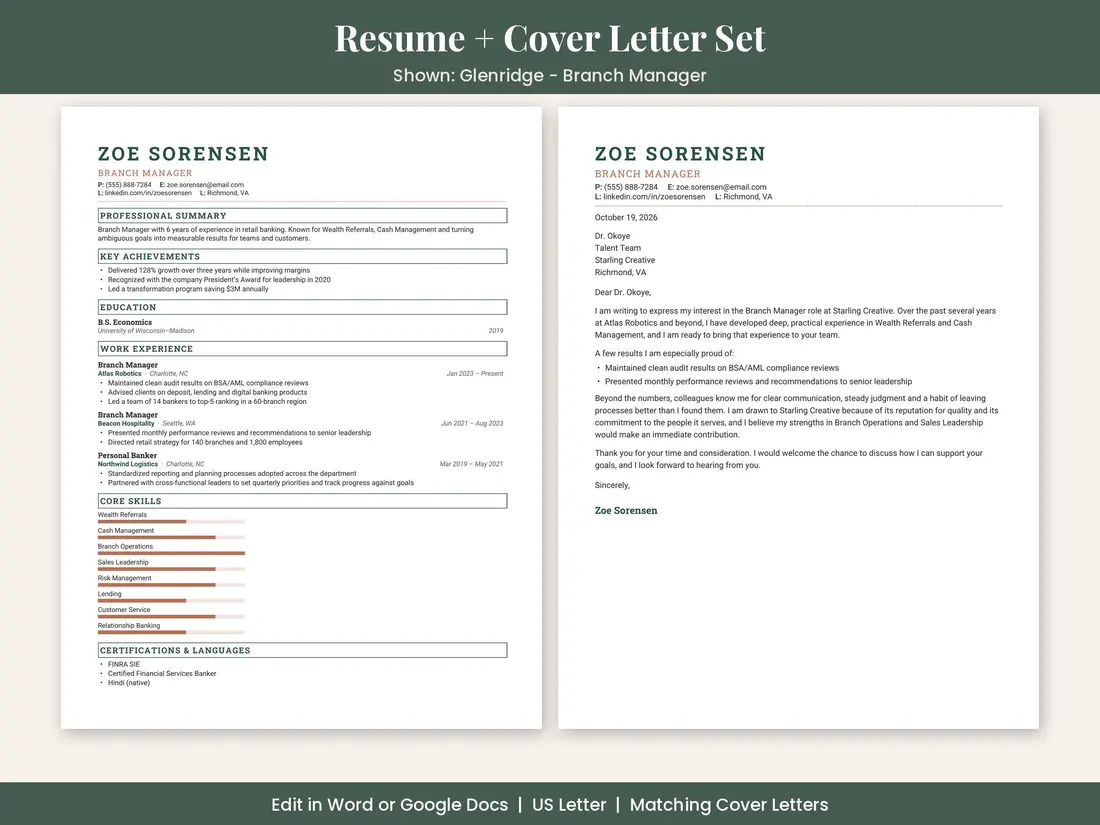 Resume + Cover Letter Set
Shown: Glenridge - Branch Manager
ZOE SORENSEN
BRANCH MANAGER
P: (555) 888-7284 E: zoe.sorensen@email.com
L: linkedin.com/in/zoesorensen L: Richmond, VA
PROFESSIONAL SUMMARY
Branch Manager with 6 years of experience in retail banking. Known for Wealth Referrals, Cash Management and turning
ambiguous goals into measurable results for teams and customers.
KEY ACHIEVEMENTS
• Delivered 128% growth over three years while improving margins
• Recognized with the company President's Award for leadership in 2020
• Led a transformation program saving $3M annually
EDUCATION
B.S. Economics
University of Wisconsin–Madison 2019
WORK EXPERIENCE
Branch Manager
Atlas Robotics · Charlotte, NC Jan 2023 – Present
• Maintained clean audit results on BSA/AML compliance reviews
• Advised clients on deposit, lending and digital banking products
• Led a team of 14 bankers to top-5 ranking in a 60-branch region
Branch Manager
Beacon Hospitality · Seattle, WA Jun 2021 – Aug 2023
• Presented monthly performance reviews and recommendations to senior leadership
• Directed retail strategy for 140 branches and 1,800 employees
Personal Banker
Northwind Logistics · Charlotte, NC Mar 2019 – May 2021
• Standardized reporting and planning processes adopted across the department
• Partnered with cross-functional leaders to set quarterly priorities and track progress against goals
CORE SKILLS
Wealth Referrals
Cash Management
Branch Operations
Sales Leadership
Risk Management
Lending
Customer Service
Relationship Banking
CERTIFICATIONS & LANGUAGES
• FINRA SIE
• Certified Financial Services Banker
• Hindi (native)
ZOE SORENSEN
BRANCH MANAGER
P: (555) 888-7284 E: zoe.sorensen@email.com
L: linkedin.com/in/zoesorensen L: Richmond, VA
October 19, 2026
Dr. Okoye
Talent Team
Starling Creative
Richmond, VA
Dear Dr. Okoye,
I am writing to express my interest in the Branch Manager role at Starling Creative. Over the past several years
at Atlas Robotics and beyond, I have developed deep, practical experience in Wealth Referrals and Cash
Management, and I am ready to bring that experience to your team.
A few results I am especially proud of:
• Maintained clean audit results on BSA/AML compliance reviews
• Presented monthly performance reviews and recommendations to senior leadership
Beyond the numbers, colleagues know me for clear communication, steady judgment and a habit of leaving
processes better than I found them. I am drawn to Starling Creative because of its reputation for quality and its
commitment to the people it serves, and I believe my strengths in Branch Operations and Sales Leadership
would make an immediate contribution.
Thank you for your time and consideration. I would welcome the chance to discuss how I can support your
goals, and I look forward to hearing from you.
Sincerely,
Zoe Sorensen
Edit in Word or Google Docs | US Letter | Matching Cover Letters